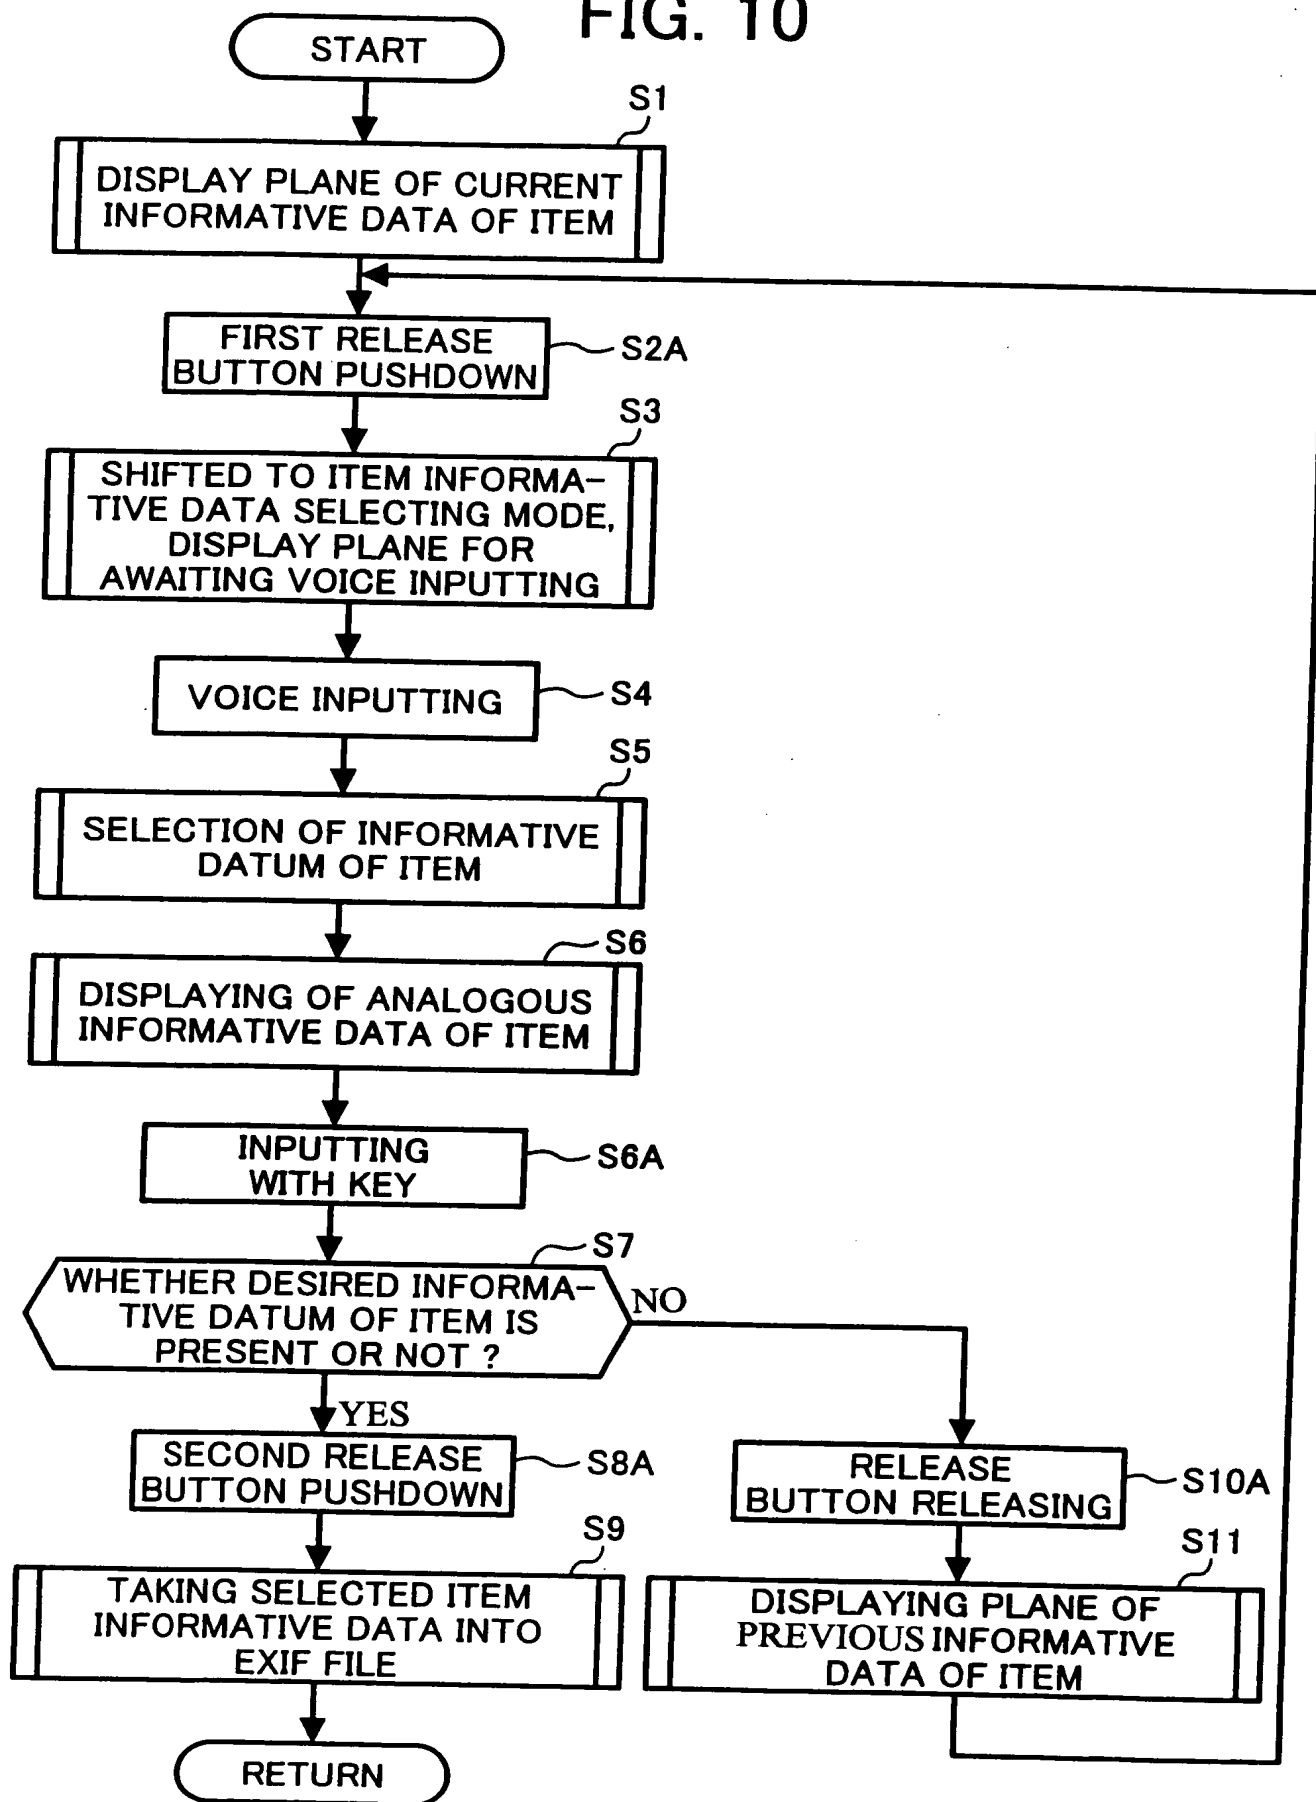 FIG. 10
START
S1
DISPLAY PLANE OF CURRENT
INFORMATIVE DATA OF ITEM
FIRST RELEASE
BUTTON PUSHDOWN
S2A
S3
SHIFTED TO ITEM INFORMA-
TIVE DATA SELECTING MODE,
DISPLAY PLANE FOR
AWAITING VOICE INPUTTING
VOICE INPUTTING
S4
S5
SELECTION OF INFORMATIVE
DATUM OF ITEM
S6
DISPLAYING OF ANALOGOUS
INFORMATIVE DATA OF ITEM
INPUTTING
WITH KEY
S6A
S7
WHETHER DESIRED INFORMA-
TIVE DATUM OF ITEM IS
PRESENT OR NOT ?
NO
YES
SECOND RELEASE
BUTTON PUSHDOWN
S8A
RELEASE
BUTTON RELEASING
S10A
S9
TAKING SELECTED ITEM
INFORMATIVE DATA INTO
EXIF FILE
S11
DISPLAYING PLANE OF
PREVIOUS INFORMATIVE
DATA OF ITEM
RETURN